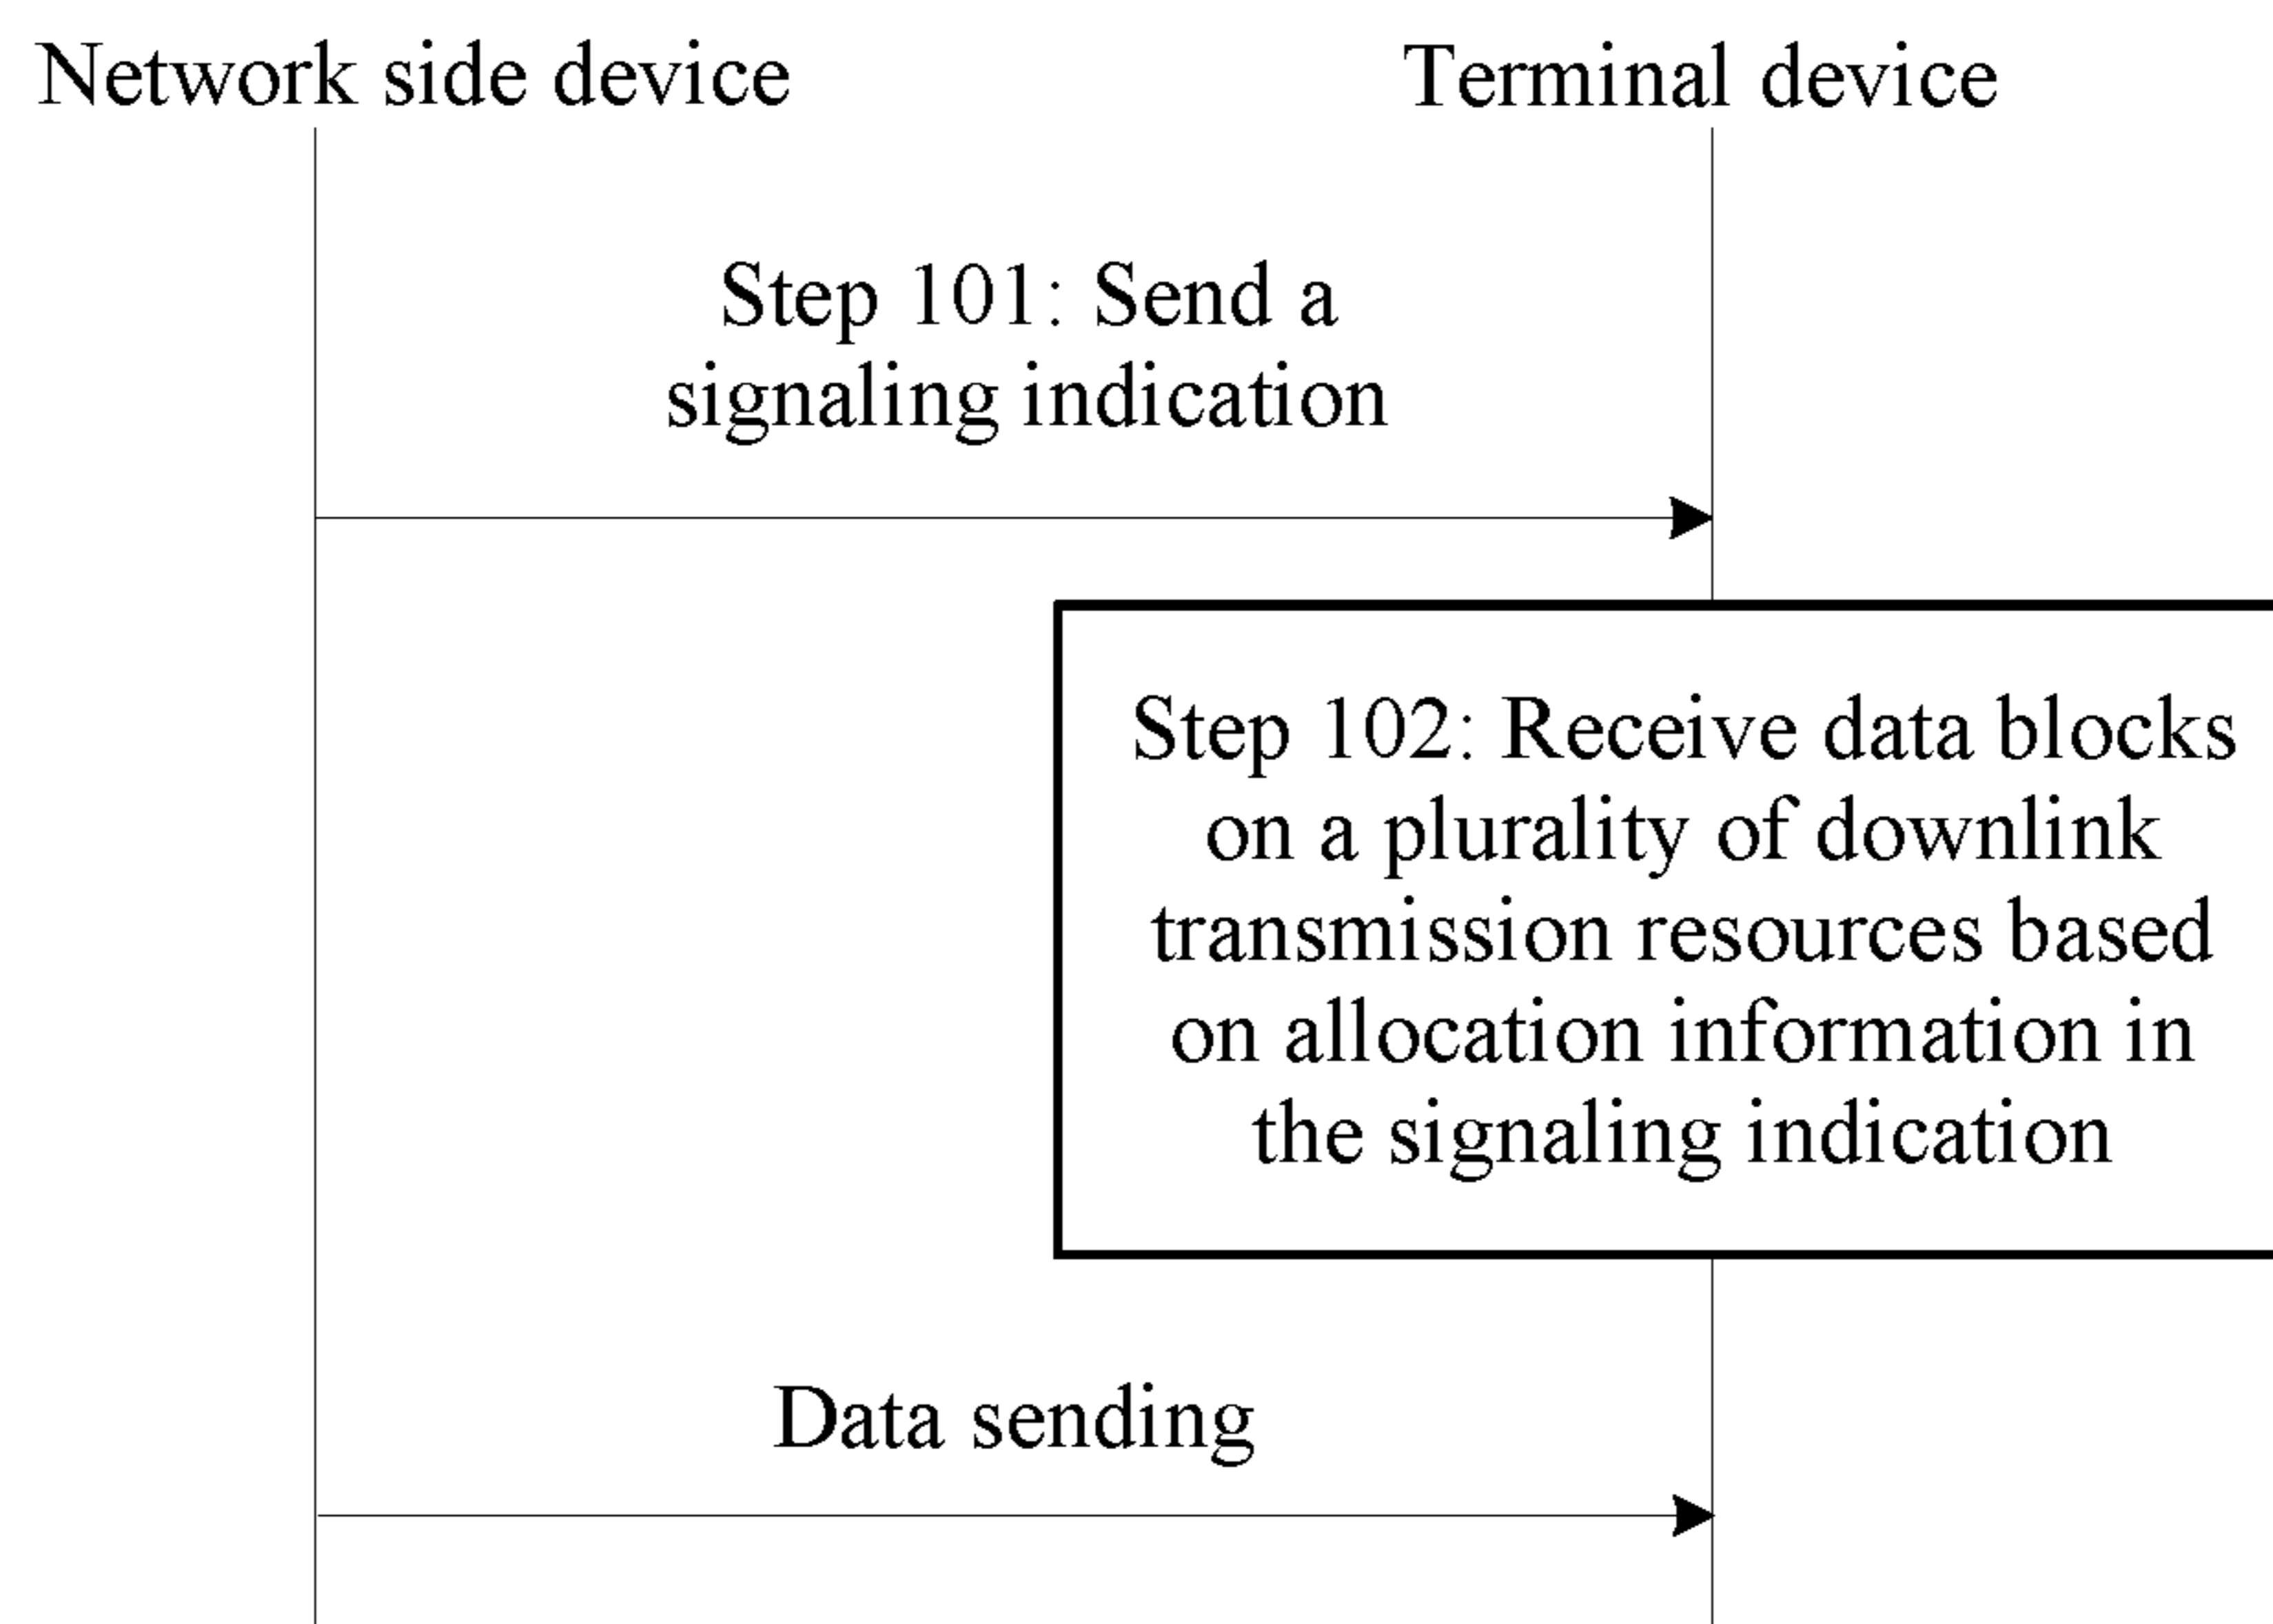 Network side device
Terminal device
Step 101: Send a
signaling indication
Step 102: Receive data blocks
on a plurality of downlink
transmission resources based
on allocation information in
the signaling indication
Data sending